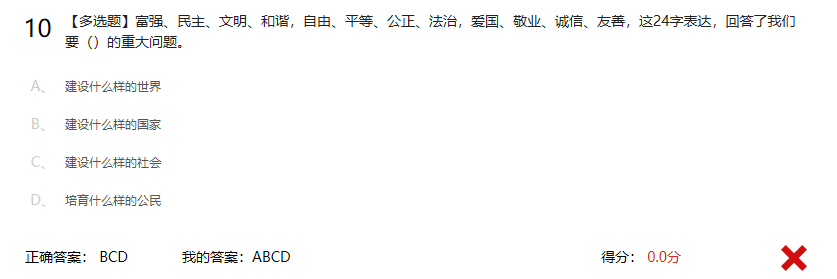 10 【多选题】富强、民主、文明、和谐，自由、平等、公正、法治，爱国、敬业、诚信、友善，这24字表达，回答了我们
要（）的重大问题。
A、 建设什么样的世界
B、 建设什么样的国家
C、 建设什么样的社会
D、 培育什么样的公民
正确答案： BCD 我的答案：ABCD 得分： 0.0分